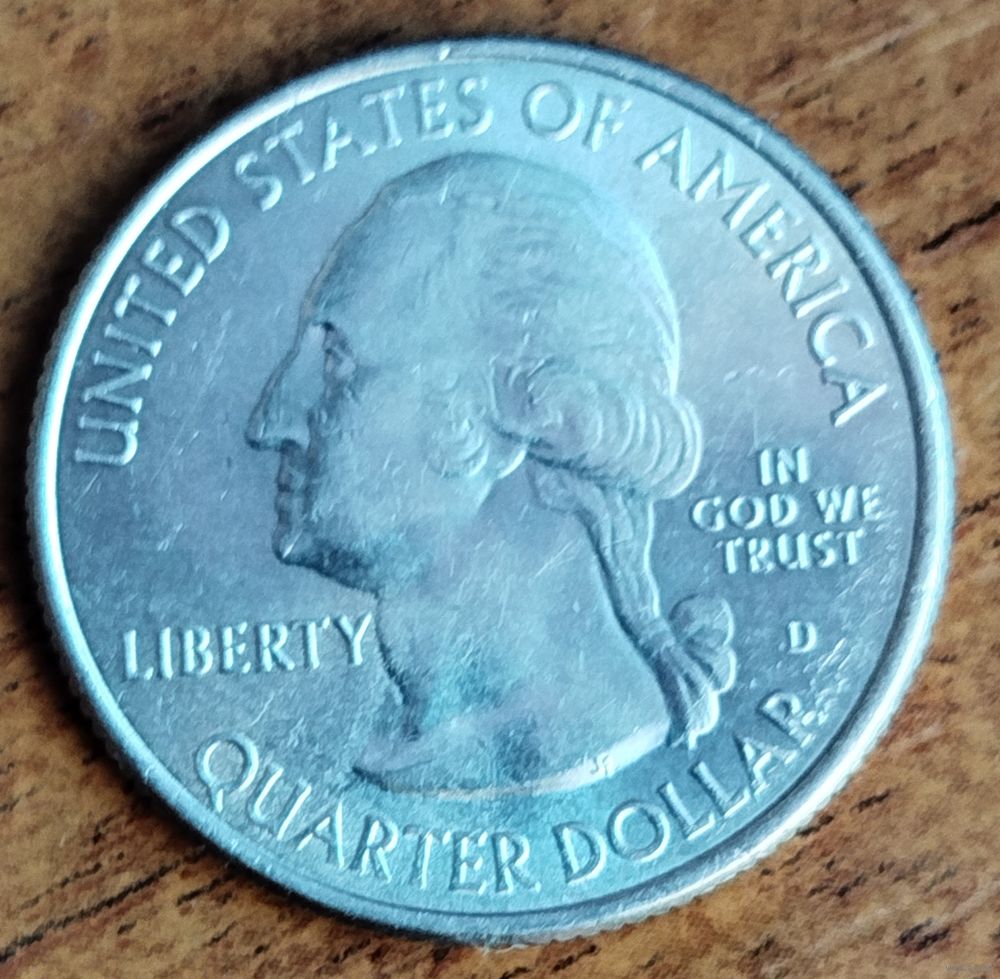 UNITED STATES OF AMERICA
IN
GOD WE
TRUST
LIBERTY
D
QUARTER DOLLAR